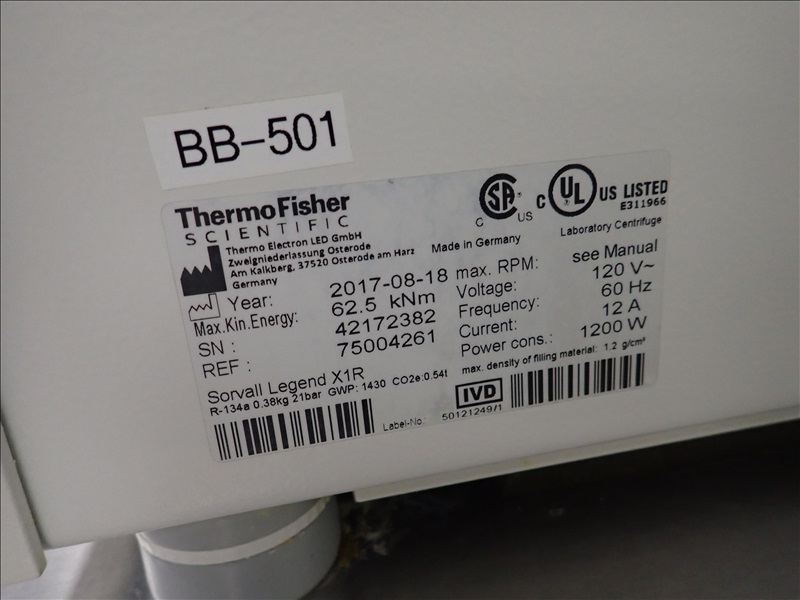 BB-501
ThermoFisher
SCIENTIFIC
Thermo Electron LED GmbH
Zweigniederlassung Osterode
Am Kalkberg, 37520 Osterode am Harz
Germany
Made in Germany
C SA US
C UL US LISTED
E311966
Laboratory Centrifuge
Year: 2017-08-18
Max.Kin.Energy: 62.5 kNm
SN : 42172382
REF : 75004261
max. RPM: see Manual
Voltage: 120 V~
Frequency: 60 Hz
Current: 12 A
Power cons.: 1200 W
max. density of filling material: 1.2 g/cm³
Sorvall Legend X1R
R-134a 0.38kg 21bar GWP: 1430 CO2e:0.54t
IVD
Label-No.: 50121249/1